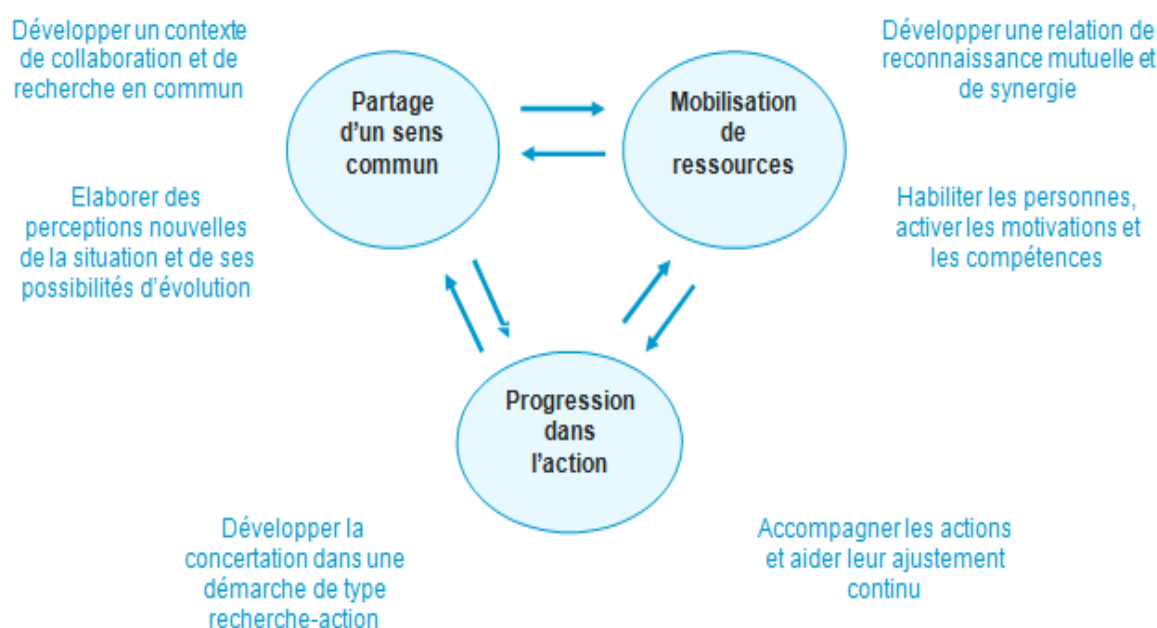 Développer un contexte
de collaboration et de
recherche en commun
Partage
d'un sens
commun
Mobilisation
de
ressources
Développer une relation de
reconnaissance mutuelle et
de synergie
Elaborer des
perceptions nouvelles
de la situation et de ses
possibilités d'évolution
Habiliter les personnes,
activer les motivations et
les compétences
Progression
dans
l'action
Développer la
concertation dans une
démarche de type
recherche-action
Accompagner les actions
et aider leur ajustement
continu